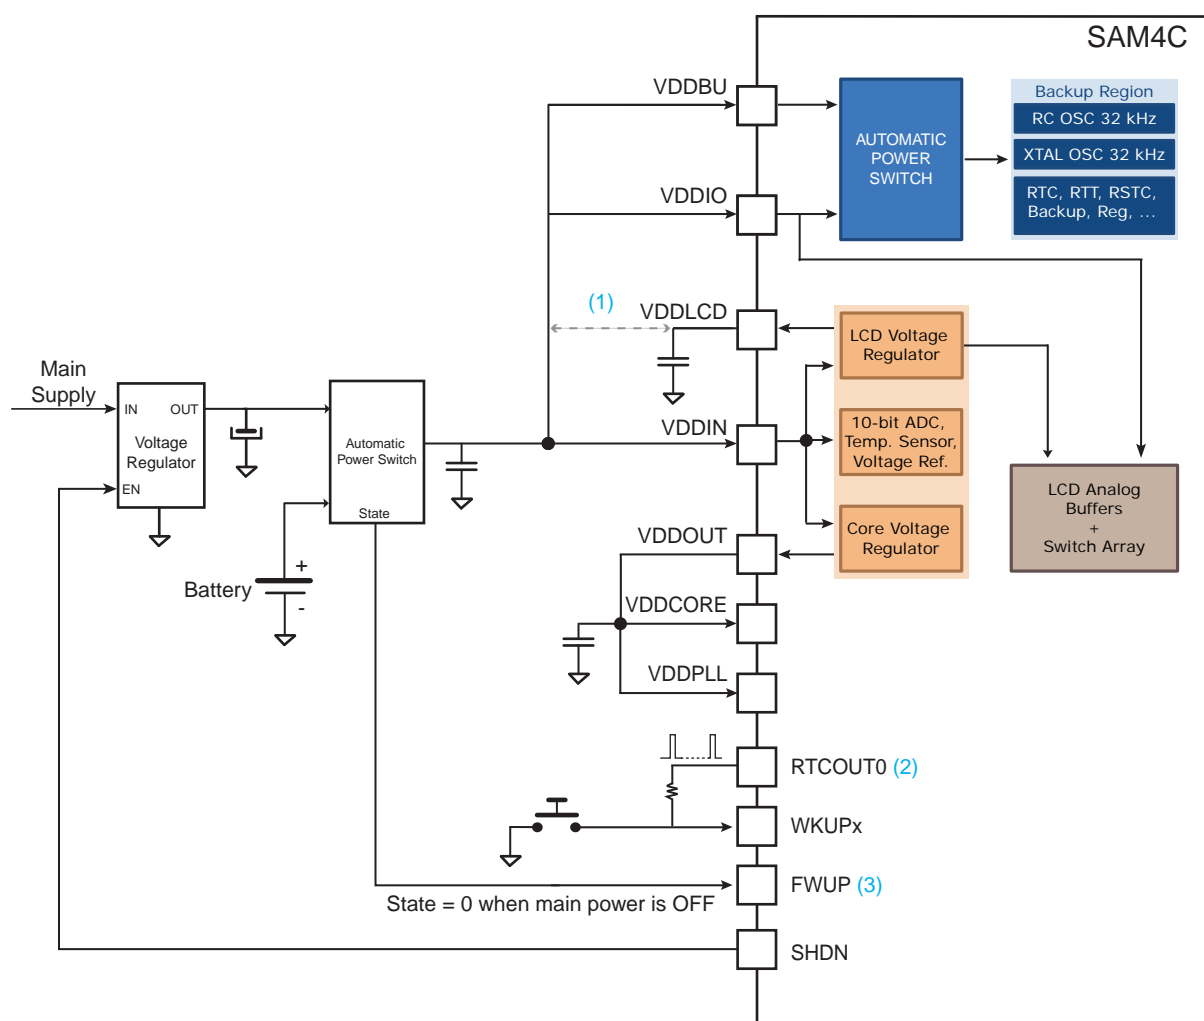 SAM4C
VDDBU
AUTOMATIC
POWER
SWITCH
Backup Region
RC OSC 32 kHz
XTAL OSC 32 kHz
RTC, RTT, RSTC,
Backup, Reg, ...
VDDIO
(1)
VDDLCD
LCD Voltage
Regulator
Main
Supply
IN
OUT
Voltage
Regulator
EN
Automatic
Power Switch
State
VDDIN
10-bit ADC,
Temp. Sensor,
Voltage Ref.
LCD Analog
Buffers
+
Switch Array
VDDOUT
Core Voltage
Regulator
Battery
+
-
VDDCORE
VDDPLL
RTCOUT0 (2)
WKUPx
FWUP (3)
State = 0 when main power is OFF
SHDN